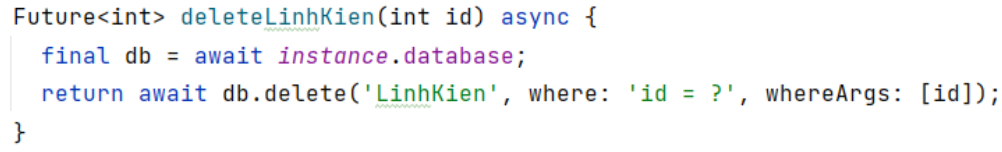 Future<int> deleteLinhKien(int id) async {
  final db = await instance.database;
  return await db.delete('LinhKien', where: 'id = ?', whereArgs: [id]);
}